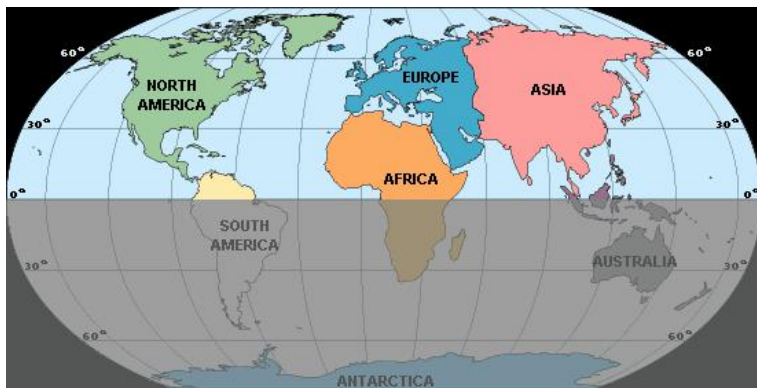 60°
60°
NORTH
AMERICA
EUROPE
ASIA
30°
30°
AFRICA
0°
0°
SOUTH
AMERICA
AUSTRALIA
30°
30°
60°
60°
ANTARCTICA